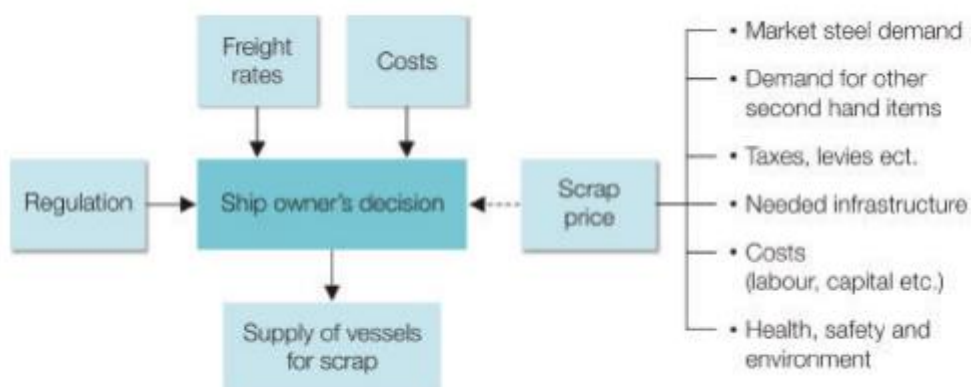 Freight
rates
Costs
Regulation
Ship owner's decision
Scrap
price
Supply of vessels
for scrap
• Market steel demand
• Demand for other
second hand items
• Taxes, levies ect.
• Needed infrastructure
• Costs
(labour, capital etc.)
• Health, safety and
environment